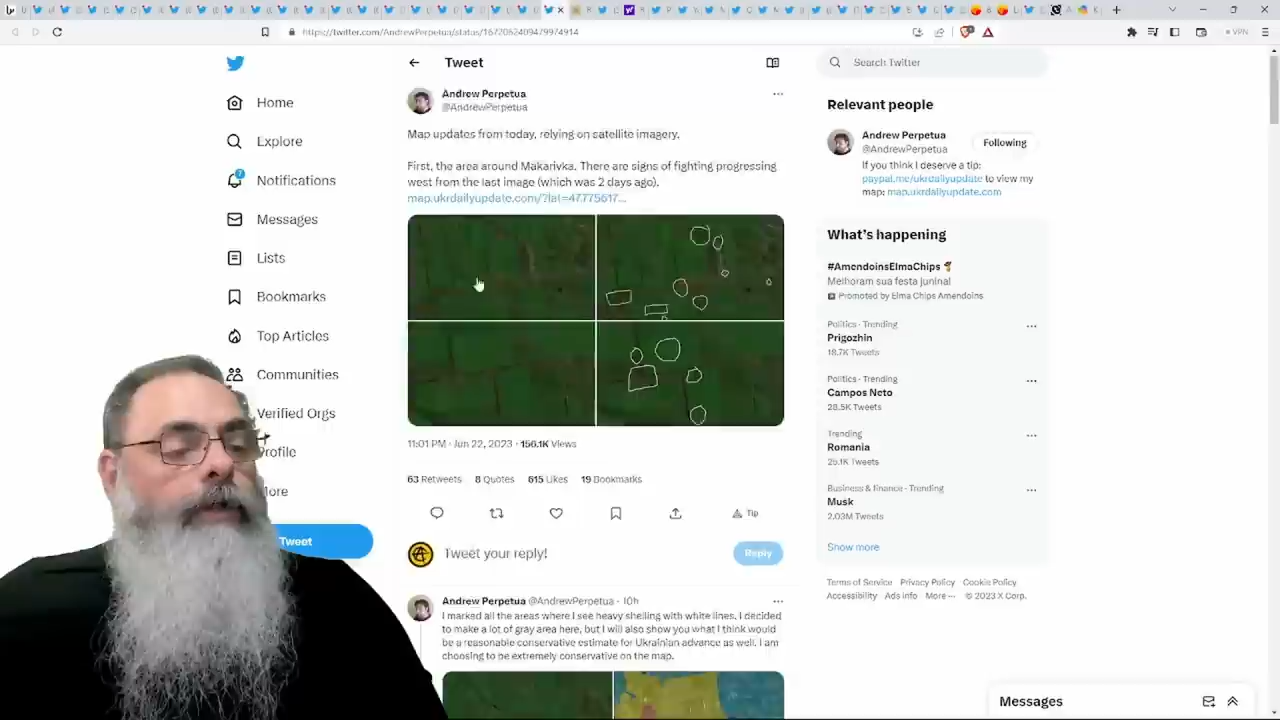 https://twitter.com/AndrewPerpetua/status/1672062409479974914
VPN
Home
Explore
7
Notifications
Messages
Lists
Bookmarks
Top Articles
Communities
Verified Orgs
Profile
More
Tweet
Tweet
Andrew Perpetua
@AndrewPerpetua
Map updates from today, relying on satellite imagery.
First, the area around Makarivka. There are signs of fighting progressing
west from the last image (which was 2 days ago).
map.ukrdailyupdate.com/?lat=47.775617...
11:01 PM · Jun 22, 2023 · 156.1K Views
63 Retweets 8 Quotes 615 Likes 19 Bookmarks
Tip
Tweet your reply!
Reply
Andrew Perpetua @AndrewPerpetua · 10h
I marked all the areas where I see heavy shelling with white lines. I decided
to make a lot of gray area here, but I will also show you what I think would
be a reasonable conservative estimate for Ukrainian advance as well. I am
choosing to be extremely conservative on the map.
Search Twitter
Relevant people
Andrew Perpetua
@AndrewPerpetua
Following
If you think I deserve a tip:
paypal.me/ukrdailyupdate to view my
map: map.ukrdailyupdate.com
What's happening
#AmendoinsElmaChips
Melhoram sua festa junina!
Promoted by Elma Chips Amendoins
Politics · Trending
Prigozhin
18.7K Tweets
Politics · Trending
Campos Neto
28.5K Tweets
Trending
Romania
25.1K Tweets
Business & finance · Trending
Musk
2.03M Tweets
Show more
Terms of Service Privacy Policy Cookie Policy
Accessibility Ads info More ··· © 2023 X Corp.
Messages